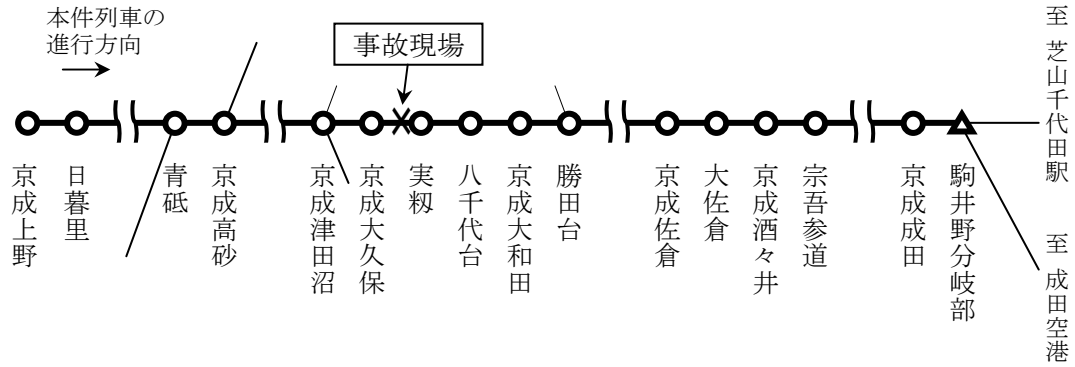 本件列車の
進行方向
事故現場
京成上野
日暮里
青砥
京成高砂
京成津田沼
京成大久保
実籾
八千代台
京成大和田
勝田台
京成佐倉
大佐倉
京成酒々井
宗吾参道
京成成田
駒井野分岐部
至 芝山千代田駅
至 成田空港